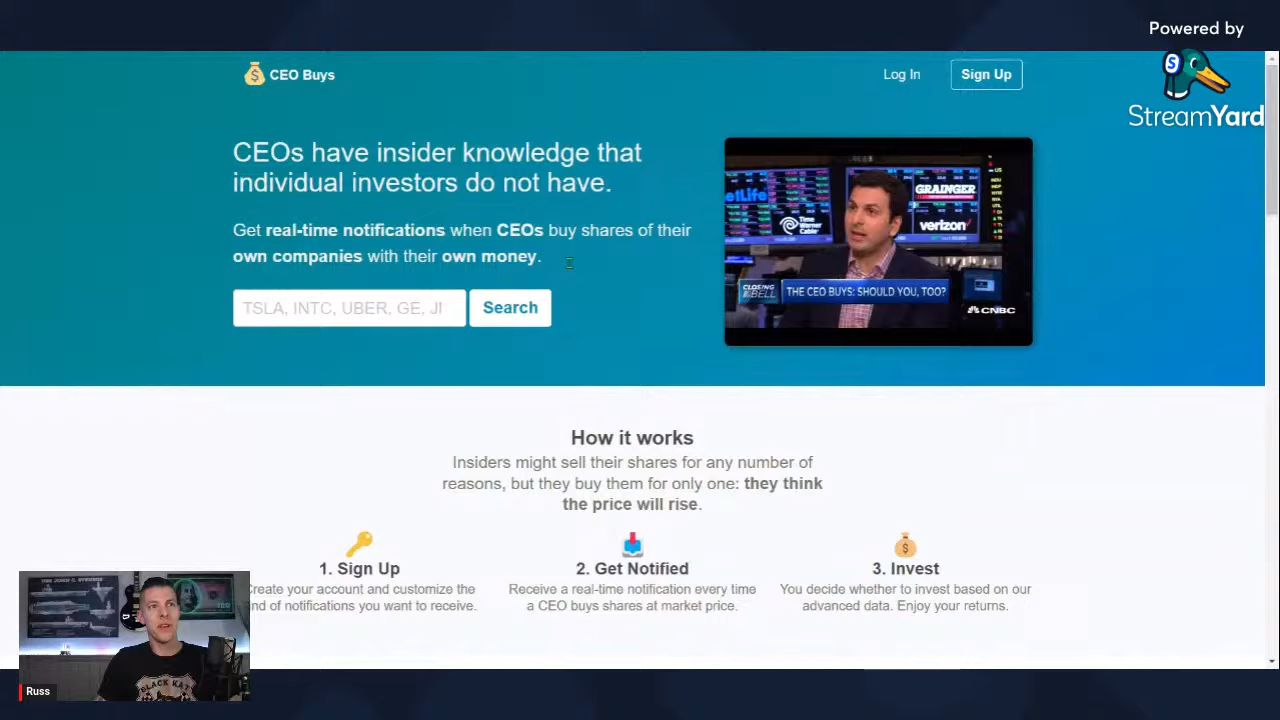 Powered by
StreamYard
CEO Buys
Log In
Sign Up
CEOs have insider knowledge that
individual investors do not have.
Get real-time notifications when CEOs buy shares of their
own companies with their own money.
TSLA, INTC, UBER, GE,
Search
GRAINGER
Time
Warner
Cable
verizon
CLOSING
BELL
THE CEO BUYS: SHOULD YOU, TOO?
CNBC
How it works
Insiders might sell their shares for any number of
reasons, but they buy them for only one: they think
the price will rise.
1. Sign Up
Create your account and customize the
of notifications you want to receive.
2. Get Notified
Receive a real-time notification every time
a CEO buys shares at market price.
3. Invest
You decide whether to invest based on our
advanced data. Enjoy your returns.
BLACK
Russ